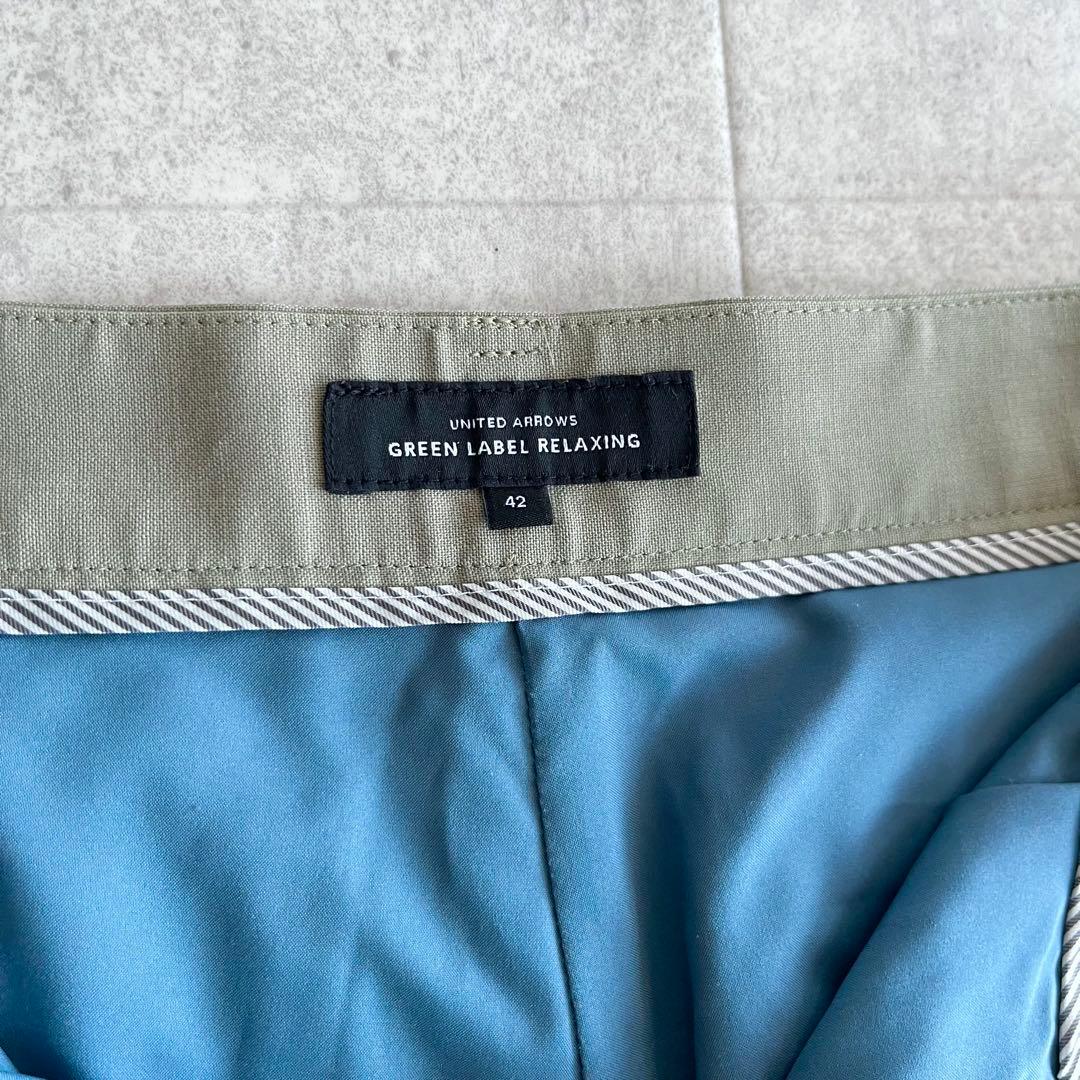 UNITED ARROWS
GREEN LABEL RELAXING
42